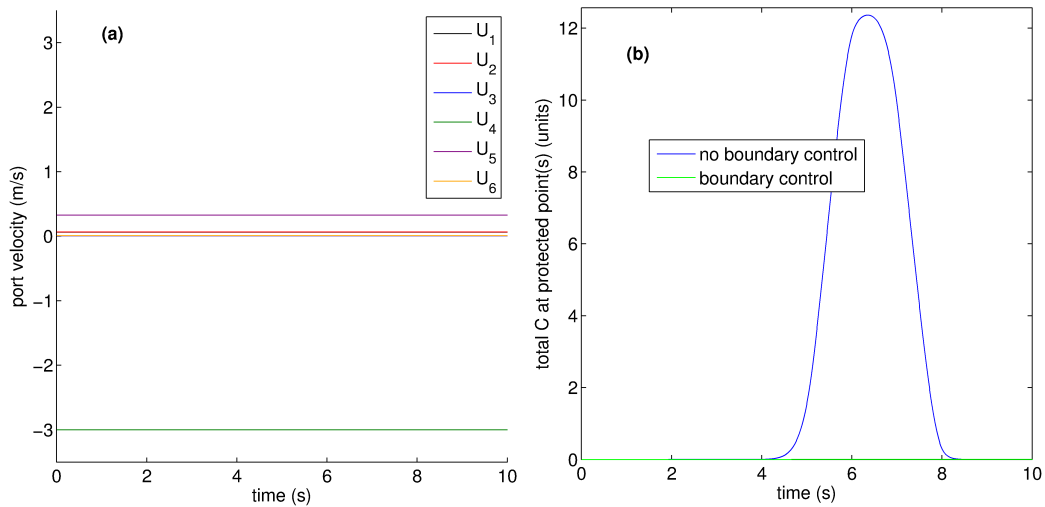 (a)
U1
U2
U3
U4
U5
U6
3
2
1
0
−1
−2
−3
port velocity (m/s)
0 2 4 6 8 10
time (s)
(b)
no boundary control
boundary control
12
10
8
6
4
2
0
total C at protected point(s) (units)
0 2 4 6 8 10
time (s)